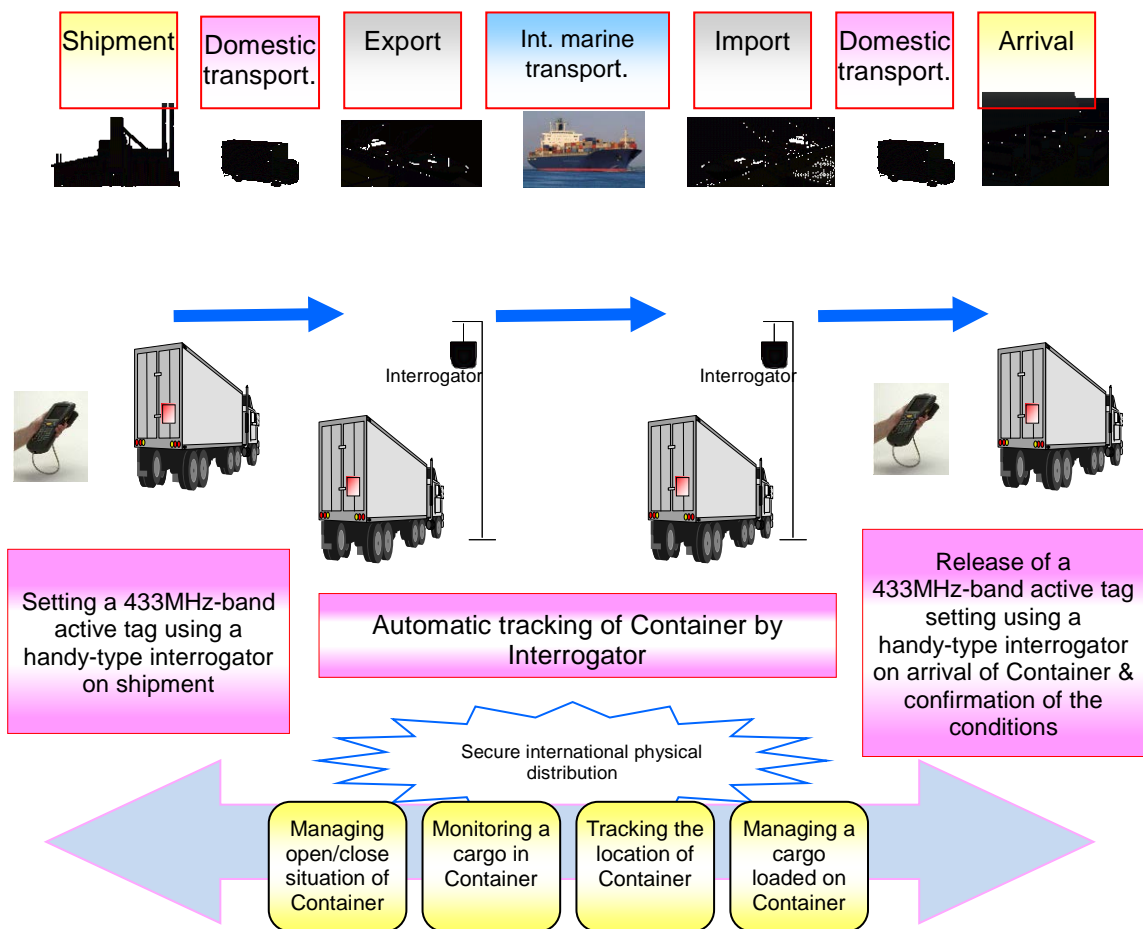 Shipment
Domestic
transport.
Export
Int. marine
transport.
Import
Domestic
transport.
Arrival
Interrogator
Interrogator
Setting a 433MHz-band
active tag using a
handy-type interrogator
on shipment
Automatic tracking of Container by
Interrogator
Release of a
433MHz-band active tag
setting using a
handy-type interrogator
on arrival of Container &
confirmation of the
conditions
Secure international physical
distribution
Managing
open/close
situation of
Container
Monitoring a
cargo in
Container
Tracking the
location of
Container
Managing a
cargo
loaded on
Container